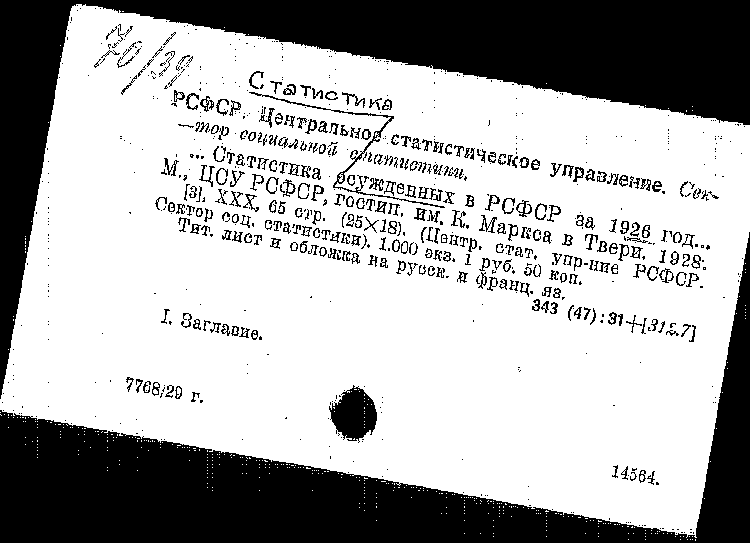 70/39
Статистика
РСФСР. Центральное статистическое управление. Сек-
—тор социальной статистики.
... Статистика осужденных в РСФСР за 1926 год...
М., ЦСУ РСФСР, гостип. им. К. Маркса в Твери, 1928.
[3], XXX, 65 стр. (25×18). (Центр. стат. упр-ние РСФСР.
Сектор соц. статистики). 1.000 экз. 1 руб. 50 коп.
Тит. лист и обложка на русск. и франц. яз.
343 (47) : 31+[312.7]
I. Заглавие.
7768/29 г.
14564.